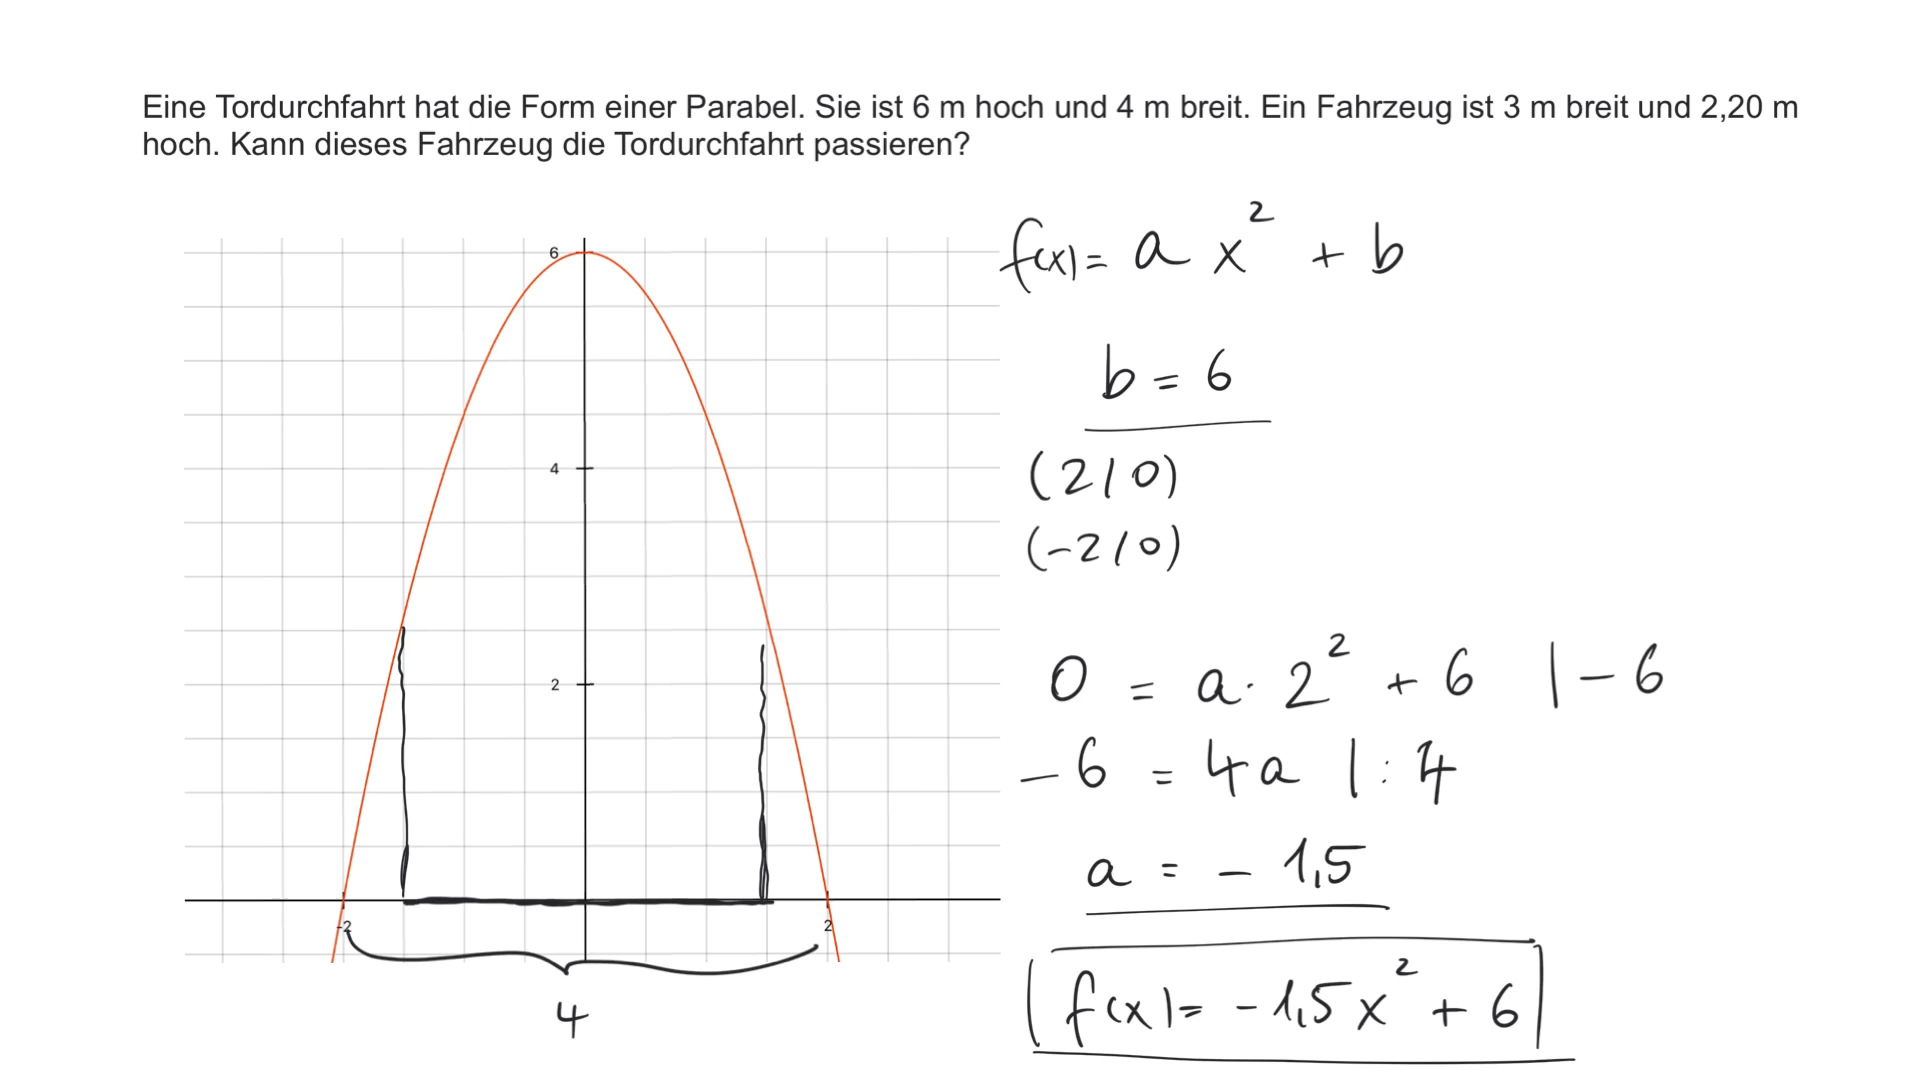 Eine Tordurchfahrt hat die Form einer Parabel. Sie ist 6 m hoch und 4 m breit. Ein Fahrzeug ist 3 m breit und 2,20 m
hoch. Kann dieses Fahrzeug die Tordurchfahrt passieren?
6
4
2
-2
2
4
f(x) = a x² + b
b = 6
(2/0)
(-2/0)
0 = a · 2² + 6 | - 6
- 6 = 4a | : 4
a = - 1,5
f(x) = - 1,5 x² + 6